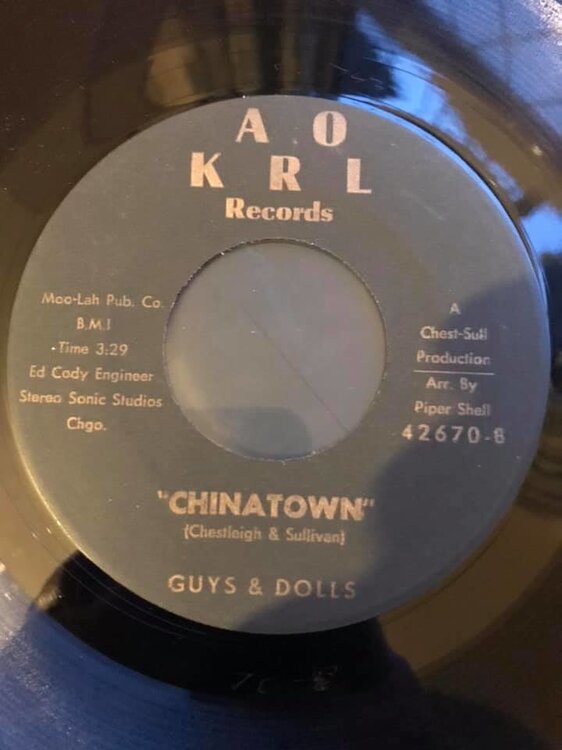 A O
K R L
Records
Moo-Lah Pub. Co.
B.M.I
Time 3:29
Ed Cody Engineer
Stereo Sonic Studios
Chgo.
A
Chest-Sull
Production
Arr. By
Piper Shell
42670-B
"CHINATOWN"
(Chestleigh & Sullivan)
GUYS & DOLLS